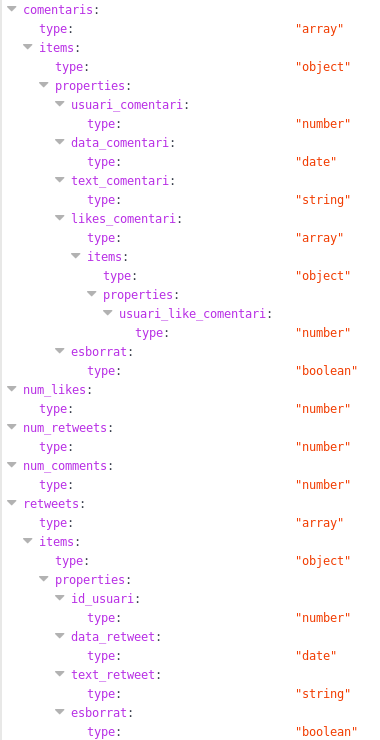 comentaris:
type: "array"
items:
type: "object"
properties:
usuari_comentari:
type: "number"
data_comentari:
type: "date"
text_comentari:
type: "string"
likes_comentari:
type: "array"
items:
type: "object"
properties:
usuari_like_comentari:
type: "number"
esborrat:
type: "boolean"
num_likes:
type: "number"
num_retweets:
type: "number"
num_comments:
type: "number"
retweets:
type: "array"
items:
type: "object"
properties:
id_usuari:
type: "number"
data_retweet:
type: "date"
text_retweet:
type: "string"
esborrat:
type: "boolean"